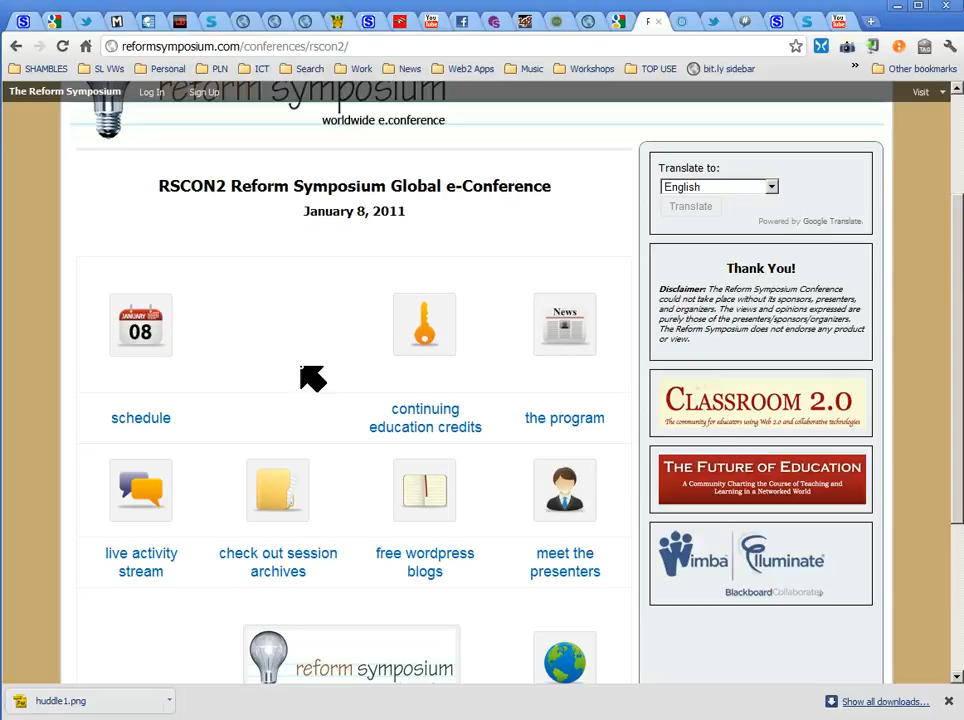 reformsymposium.com/conferences/rscon2/
SHAMBLES SL VWs Personal PLN ICT Search Work News Web2 Apps Music Workshops TOP USE bit.ly sidebar » Other bookmarks
The Reform Symposium Log In Sign Up Visit
reform symposium
worldwide e.conference
RSCON2 Reform Symposium Global e-Conference
January 8, 2011
JANUARY
08
News
schedule
continuing
education credits
the program
live activity
stream
check out session
archives
free wordpress
blogs
meet the
presenters
reform symposium
Translate to:
English
Translate
Powered by Google Translate.
Thank You!
Disclaimer: The Reform Symposium Conference
could not take place without its sponsors, presenters,
and organizers. The views and opinions expressed are
purely those of the presenters/sponsors/organizers.
The Reform Symposium does not endorse any product
or view.
CLASSROOM 2.0
The community for educators using Web 2.0 and collaborative technologies
THE FUTURE OF EDUCATION
A Community Charting the Course of Teaching and
Learning in a Networked World
Wimba Elluminate
Blackboard Collaborate
huddle1.png
Show all downloads...